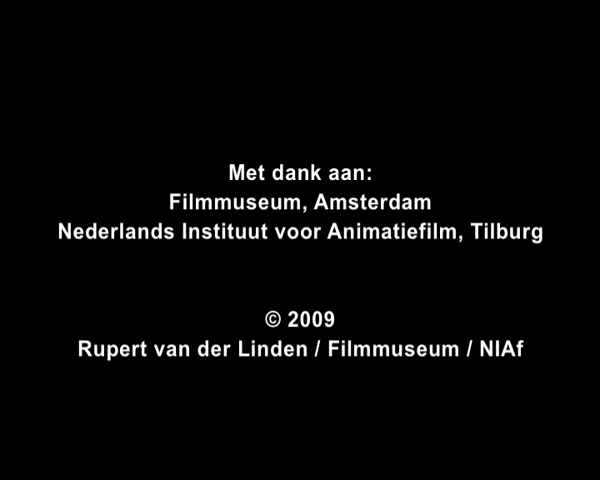 Met dank aan:
Filmmuseum, Amsterdam
Nederlands Instituut voor Animatiefilm, Tilburg
© 2009
Rupert van der Linden / Filmmuseum / NIAf